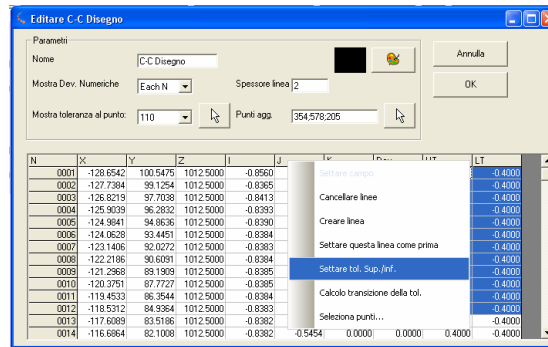 Editare C-C Disegno
Parametri
Nome C-C Disegno
Annulla
Mostra Dev. Numeriche Each N Spessore linea 2
OK
Mostra toleranza al punto: 110 Punti agg. 354;578;205
N X Y Z I J K Dev. UT LT
0001 -128.6542 100.5475 1012.5000 -0.8560 Settare campo -0.4000
0002 -127.7384 99.1254 1012.5000 -0.8365 -0.4000
0003 -126.8219 97.7038 1012.5000 -0.8413 Cancellare linee -0.4000
0004 -125.9039 96.2832 1012.5000 -0.8393 -0.4000
0005 -124.9841 94.8636 1012.5000 -0.8390 Creare linea -0.4000
0006 -124.0628 93.4451 1012.5000 -0.8384 -0.4000
0007 -123.1406 92.0272 1012.5000 -0.8383 Settare questa linea come prima -0.4000
0008 -122.2186 90.6091 1012.5000 -0.8384 -0.4000
0009 -121.2968 89.1909 1012.5000 -0.8385 Settare tol. Sup./inf. -0.4000
0010 -120.3751 87.7727 1012.5000 -0.8385 -0.4000
0011 -119.4533 86.3544 1012.5000 -0.8384 Calcolo transizione della tol. -0.4000
0012 -118.5312 84.9364 1012.5000 -0.8383 -0.4000
0013 -117.6089 83.5186 1012.5000 -0.8382 Seleziona punti... -0.4000
0014 -116.6864 82.1008 1012.5000 -0.8382 -0.5454 0.0000 0.0000 0.4000 -0.4000